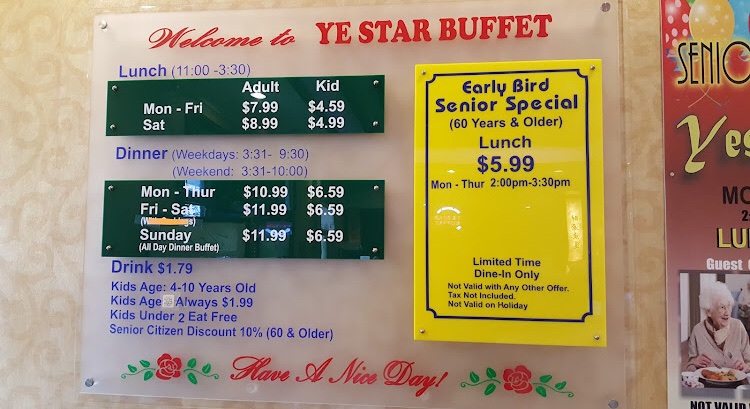 Welcome to YE STAR BUFFET
Lunch (11:00 -3:30)
Adult Kid
Mon - Fri $7.99 $4.59
Sat $8.99 $4.99
Dinner (Weekdays: 3:31- 9:30)
(Weekend: 3:31-10:00)
Mon - Thur $10.99 $6.59
Fri - Sat $11.99 $6.59
Sunday $11.99 $6.59
(All Day Dinner Buffet)
Drink $1.79
Kids Age: 4-10 Years Old
Kids Age Always $1.99
Kids Under 2 Eat Free
Senior Citizen Discount 10% (60 & Older)
Have A Nice Day!
Early Bird
Senior Special
(60 Years & Older)
Lunch
$5.99
Mon - Thur 2:00pm-3:30pm
Limited Time
Dine-In Only
Not Valid with Any Other Offer.
Tax Not Included.
Not Valid on Holiday
SENIO
Yes
MO
2
LU
Guest
NOT VALID